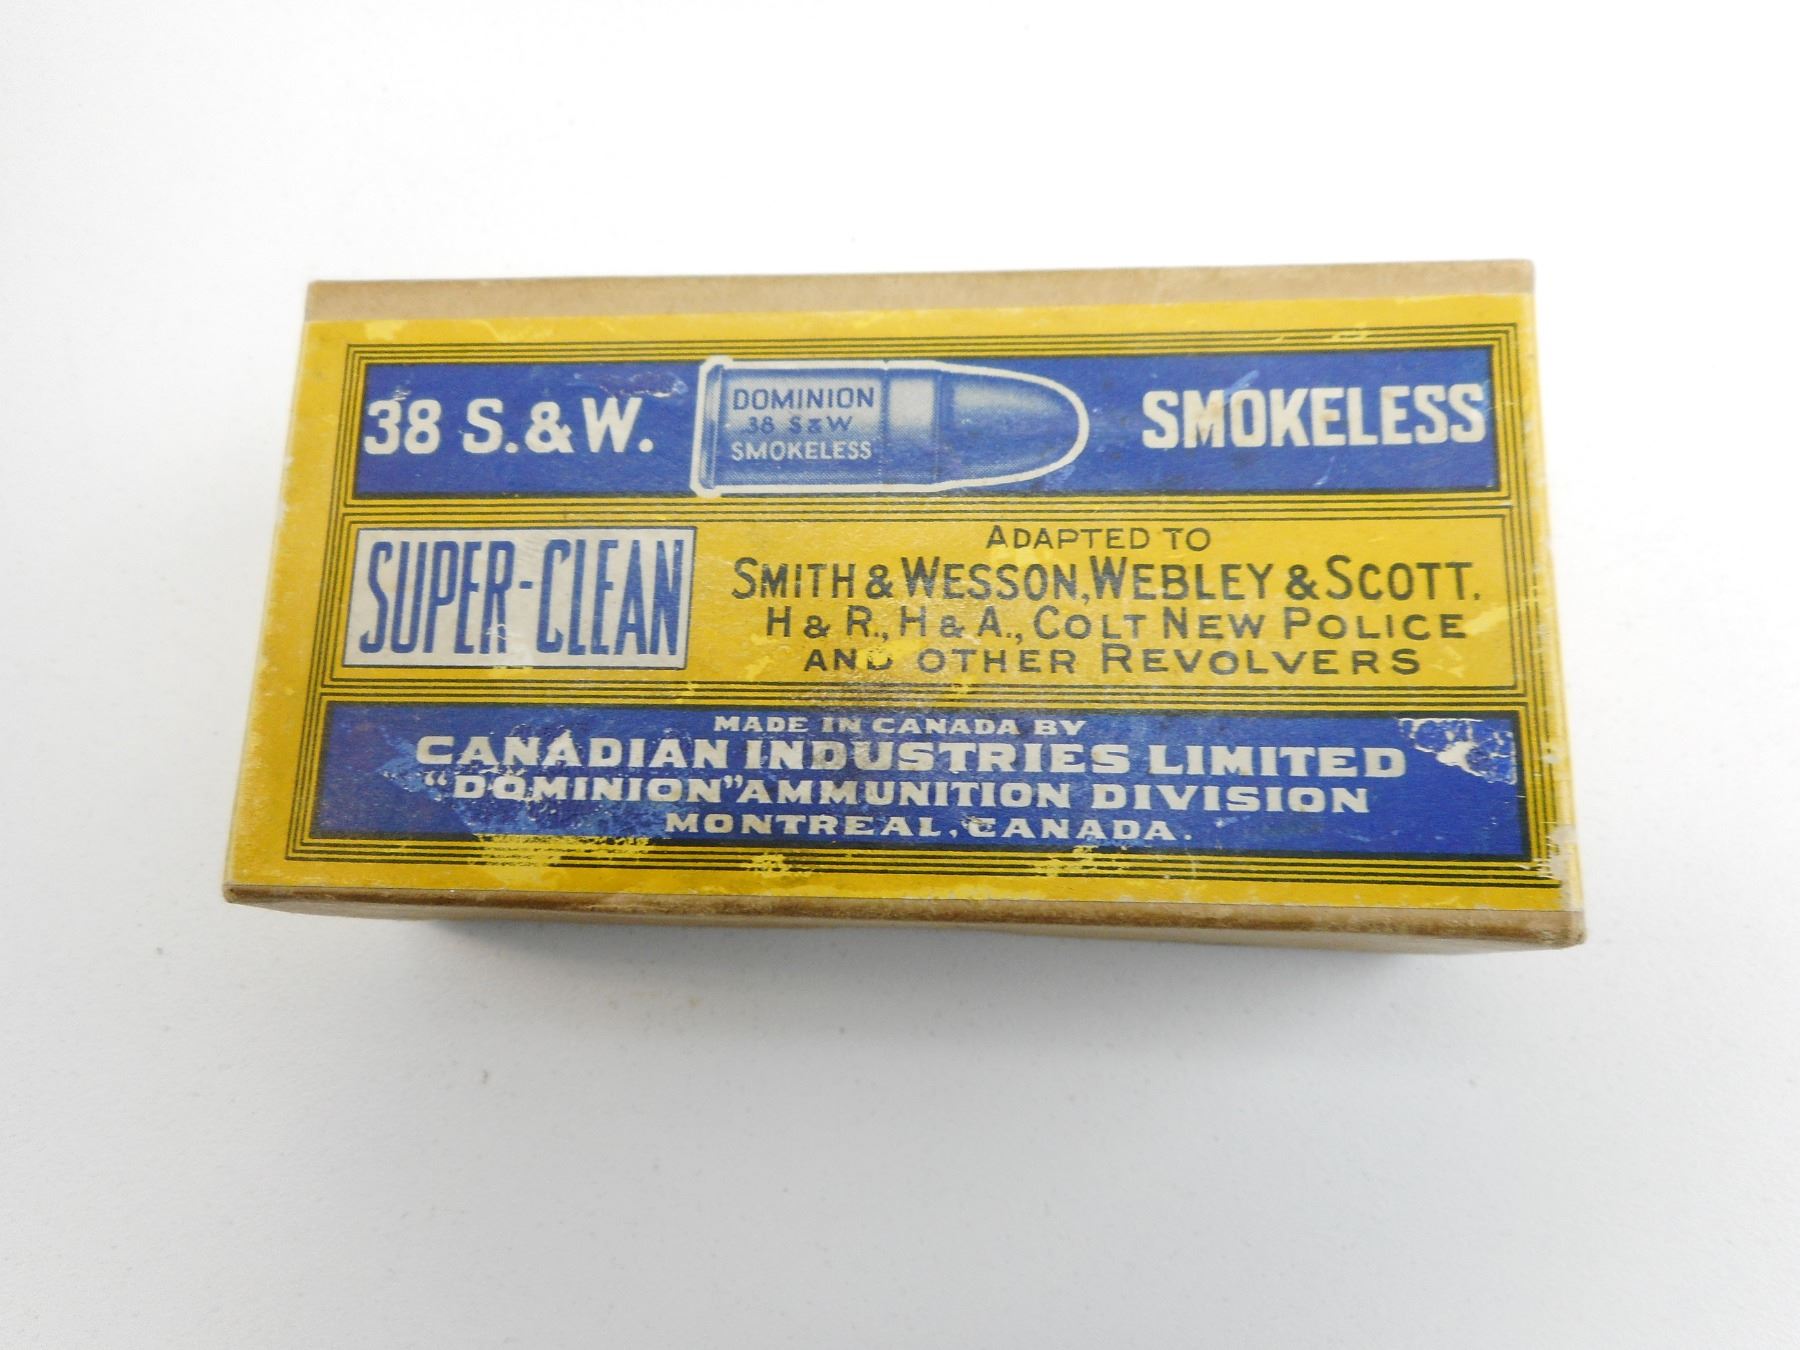 38 S.&W.
DOMINION
38 S&W
SMOKELESS
SMOKELESS
SUPER-CLEAN
ADAPTED TO
SMITH & WESSON, WEBLEY & SCOTT.
H & R., H & A., COLT NEW POLICE
AND OTHER REVOLVERS
MADE IN CANADA BY
CANADIAN INDUSTRIES LIMITED
"DOMINION" AMMUNITION DIVISION
MONTREAL, CANADA.